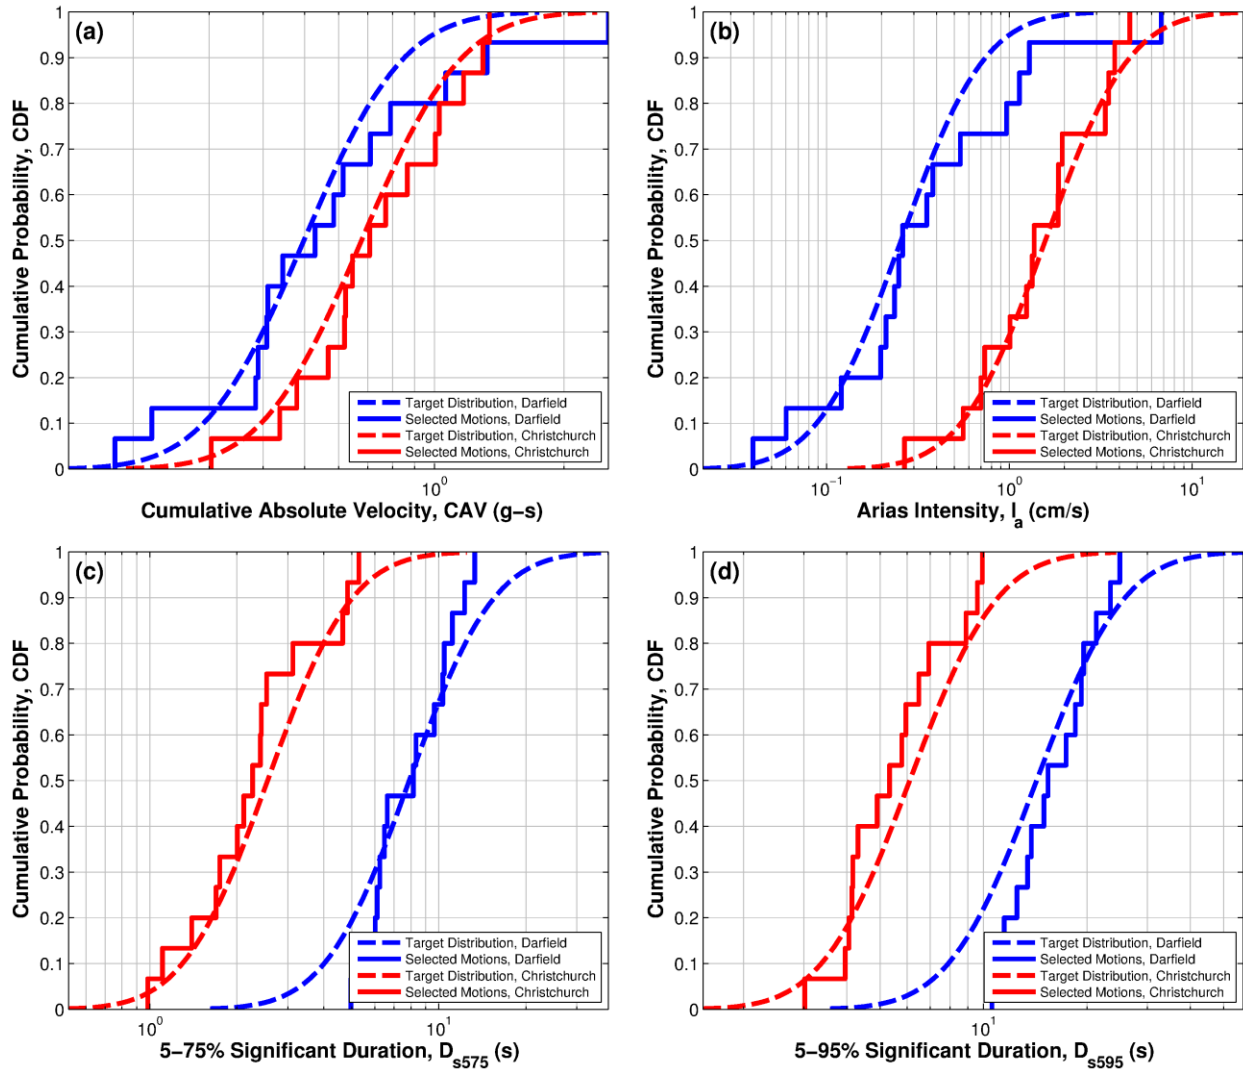 (a)
Cumulative Probability, CDF
1
0.9
0.8
0.7
0.6
0.5
0.4
0.3
0.2
0.1
0
10^0
Target Distribution, Darfield
Selected Motions, Darfield
Target Distribution, Christchurch
Selected Motions, Christchurch
Cumulative Absolute Velocity, CAV (g-s)
(b)
Cumulative Probability, CDF
1
0.9
0.8
0.7
0.6
0.5
0.4
0.3
0.2
0.1
0
10^-1
10^0
10^1
Target Distribution, Darfield
Selected Motions, Darfield
Target Distribution, Christchurch
Selected Motions, Christchurch
Arias Intensity, I_a (cm/s)
(c)
Cumulative Probability, CDF
1
0.9
0.8
0.7
0.6
0.5
0.4
0.3
0.2
0.1
0
10^0
10^1
Target Distribution, Darfield
Selected Motions, Darfield
Target Distribution, Christchurch
Selected Motions, Christchurch
5-75% Significant Duration, D_s575 (s)
(d)
Cumulative Probability, CDF
1
0.9
0.8
0.7
0.6
0.5
0.4
0.3
0.2
0.1
0
10^1
Target Distribution, Darfield
Selected Motions, Darfield
Target Distribution, Christchurch
Selected Motions, Christchurch
5-95% Significant Duration, D_s595 (s)